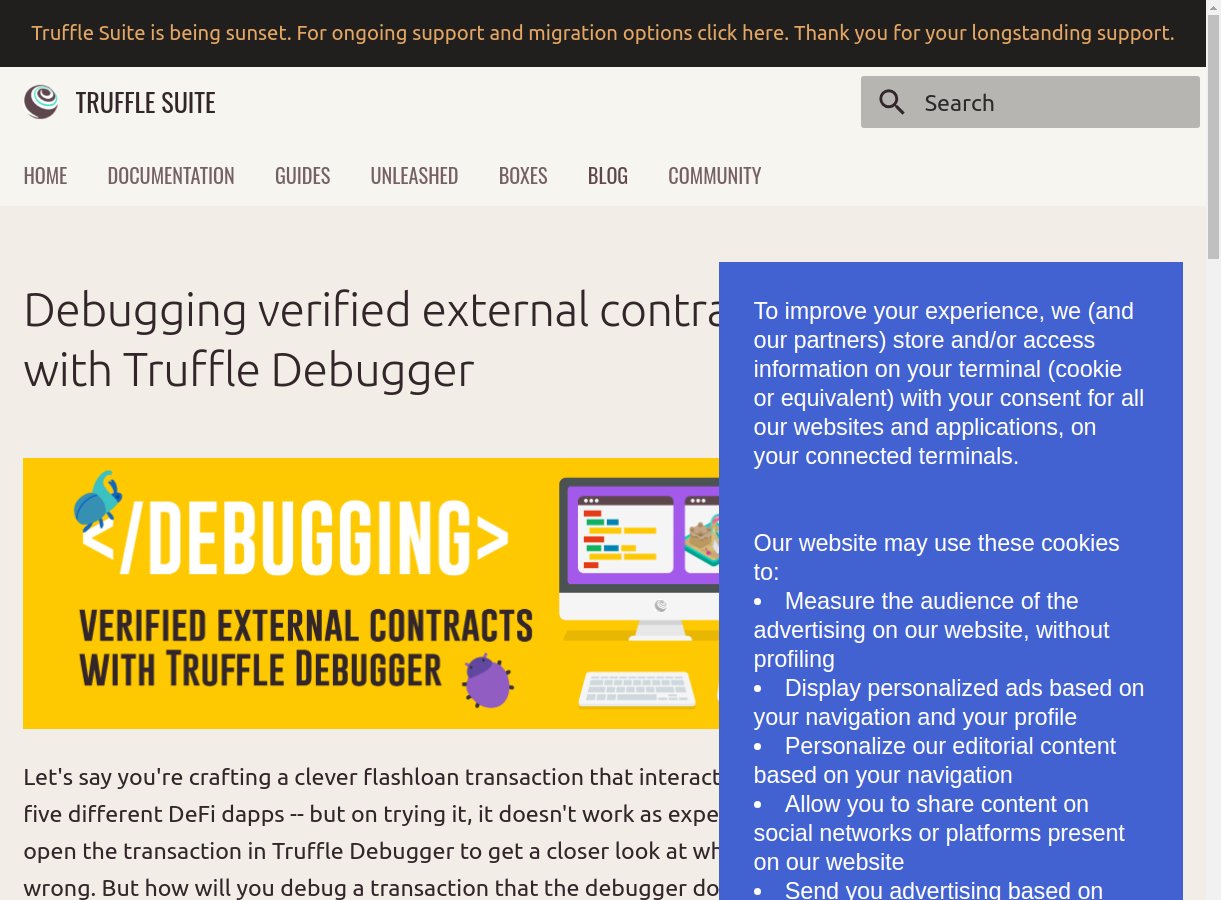 Truffle Suite is being sunset. For ongoing support and migration options click here. Thank you for your longstanding support.
TRUFFLE SUITE
Search
HOME DOCUMENTATION GUIDES UNLEASHED BOXES BLOG COMMUNITY
Debugging verified external contra
with Truffle Debugger
</DEBUGGING>
VERIFIED EXTERNAL CONTRACTS
WITH TRUFFLE DEBUGGER
Let's say you're crafting a clever flashloan transaction that interact
five different DeFi dapps -- but on trying it, it doesn't work as expe
open the transaction in Truffle Debugger to get a closer look at wh
wrong. But how will you debug a transaction that the debugger do
To improve your experience, we (and
our partners) store and/or access
information on your terminal (cookie
or equivalent) with your consent for all
our websites and applications, on
your connected terminals.
Our website may use these cookies
to:
• Measure the audience of the
advertising on our website, without
profiling
• Display personalized ads based on
your navigation and your profile
• Personalize our editorial content
based on your navigation
• Allow you to share content on
social networks or platforms present
on our website
• Send you advertising based on